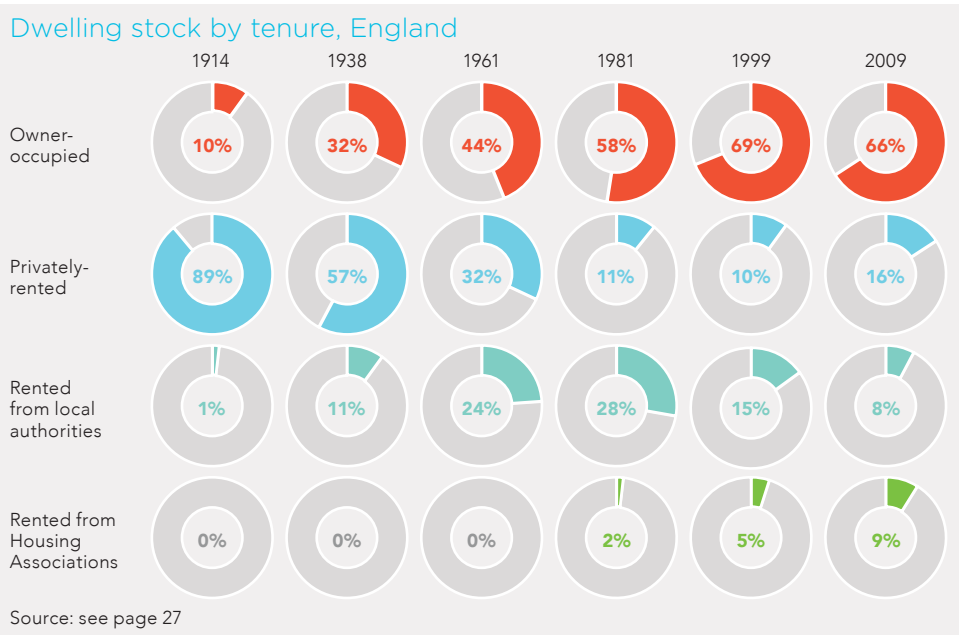 Dwelling stock by tenure, England
1914 1938 1961 1981 1999 2009
Owner-
occupied
10% 32% 44% 58% 69% 66%
Privately-
rented
89% 57% 32% 11% 10% 16%
Rented
from local
authorities
1% 11% 24% 28% 15% 8%
Rented from
Housing
Associations
0% 0% 0% 2% 5% 9%
Source: see page 27